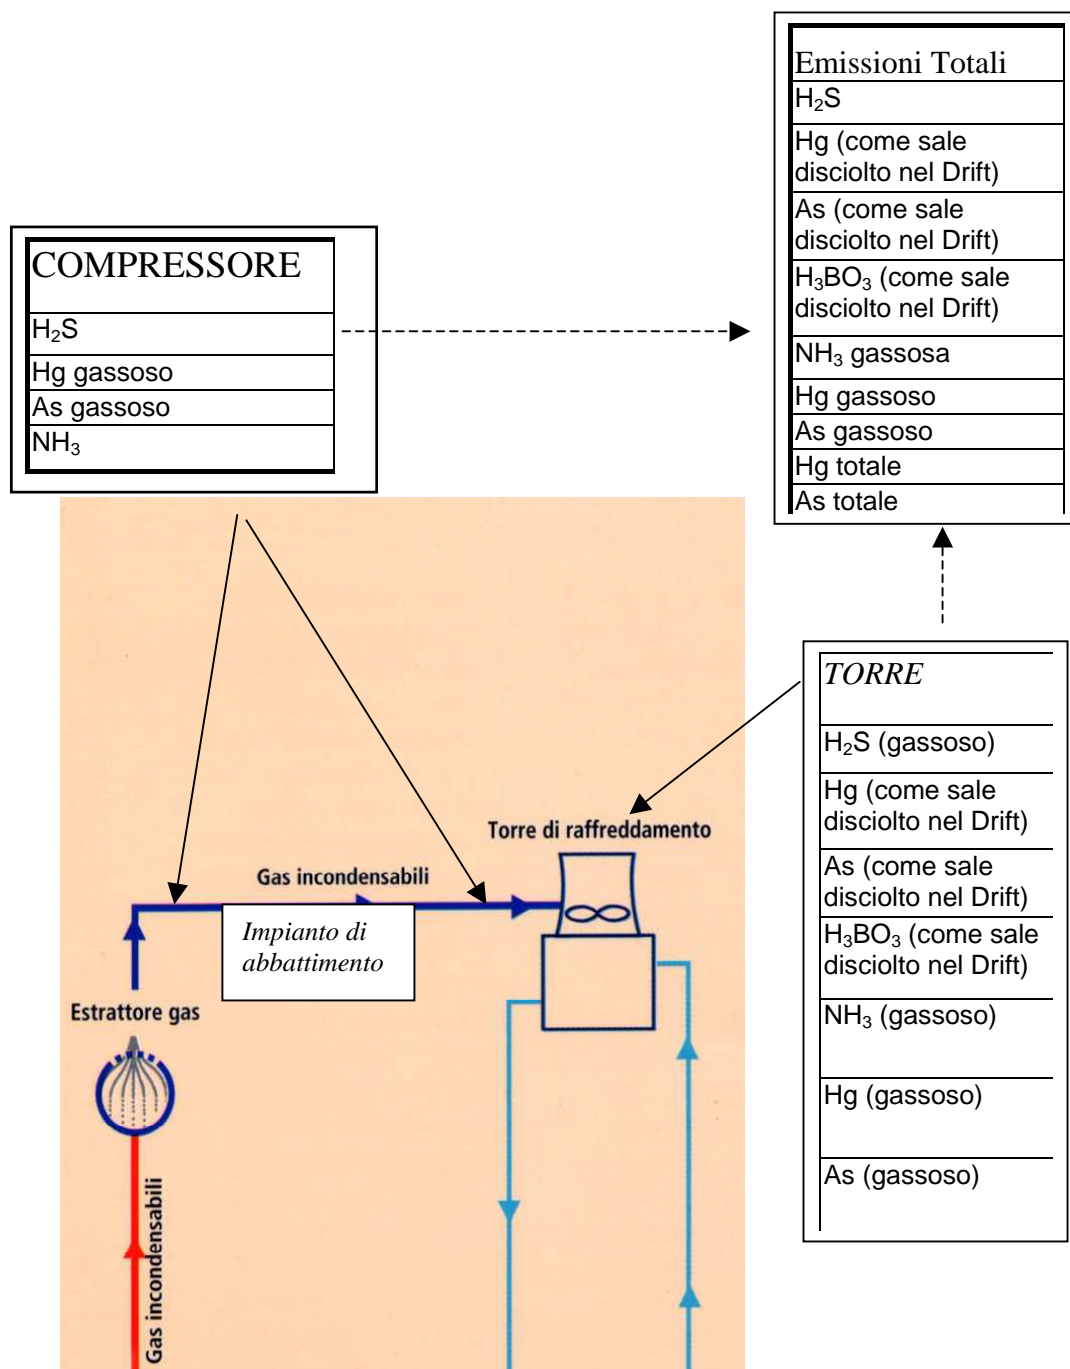 Emissioni Totali
H₂S
Hg (come sale
disciolto nel Drift)
As (come sale
disciolto nel Drift)
H₃BO₃ (come sale
disciolto nel Drift)
NH₃ gassosa
Hg gassoso
As gassoso
Hg totale
As totale
COMPRESSORE
H₂S
Hg gassoso
As gassoso
NH₃
TORRE
H₂S (gassoso)
Hg (come sale
disciolto nel Drift)
As (come sale
disciolto nel Drift)
H₃BO₃ (come sale
disciolto nel Drift)
NH₃ (gassoso)
Hg (gassoso)
As (gassoso)
Torre di raffreddamento
Gas incondensabili
Impianto di
abbattimento
Estrattore gas
Gas incondensabili